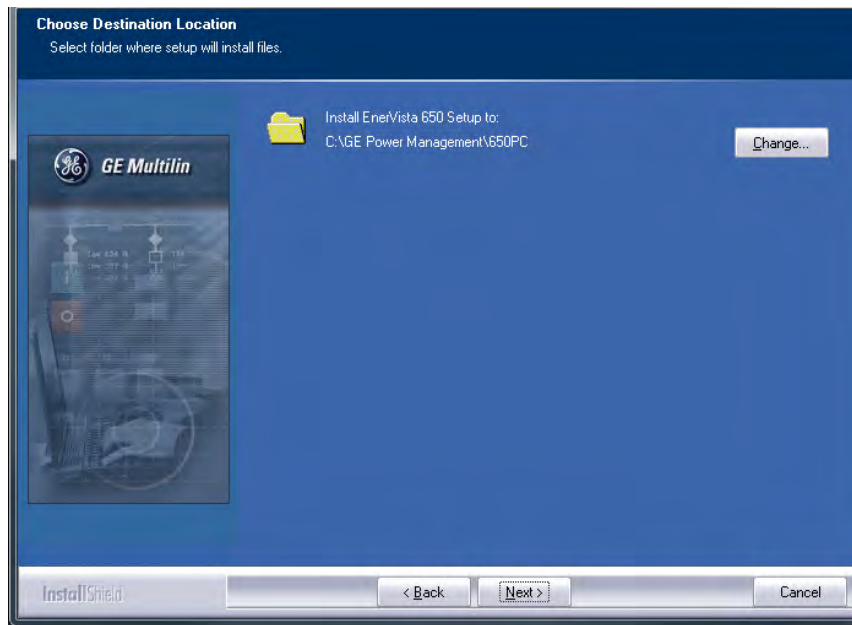 Choose Destination Location
Select folder where setup will install files.
Install EnerVista 650 Setup to:
C:\GE Power Management\650PC
Change...
GE Multilin
InstallShield
< Back
Next >
Cancel